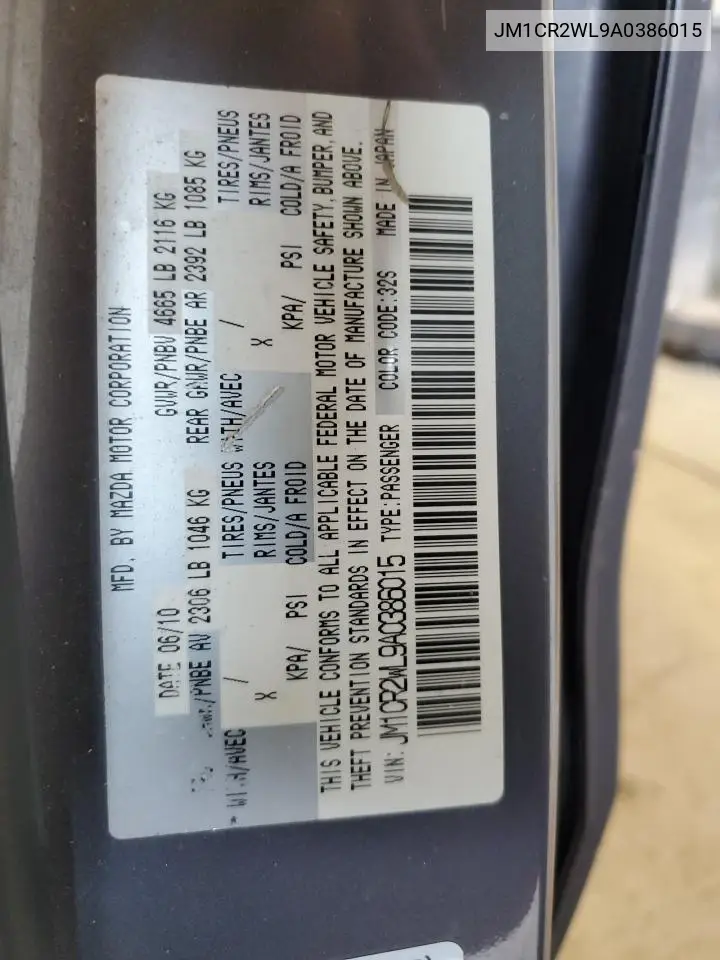 JM1CR2WL9A0386015
MFD. BY MAZDA MOTOR CORPORATION
DATE 06/10 GVWR/PNBV 4665 LB 2116 KG
/PNBE AV 2306 LB 1046 KG REAR GAWR/PNBE AR 2392 LB 1085 KG
* WITH/AVEC / TIRES/PNEUS WITH/AVEC / TIRES/PNEUS
X RIMS/JANTES X RIMS/JANTES
KPA/ PSI COLD/A FROID KPA/ PSI COLD/A FROID
THIS VEHICLE CONFORMS TO ALL APPLICABLE FEDERAL MOTOR VEHICLE SAFETY, BUMPER, AND
THEFT PREVENTION STANDARDS IN EFFECT ON THE DATE OF MANUFACTURE SHOWN ABOVE.
VIN: JM1CR2WL9A0386015 TYPE: PASSENGER COLOR CODE: 32S MADE IN JAPAN